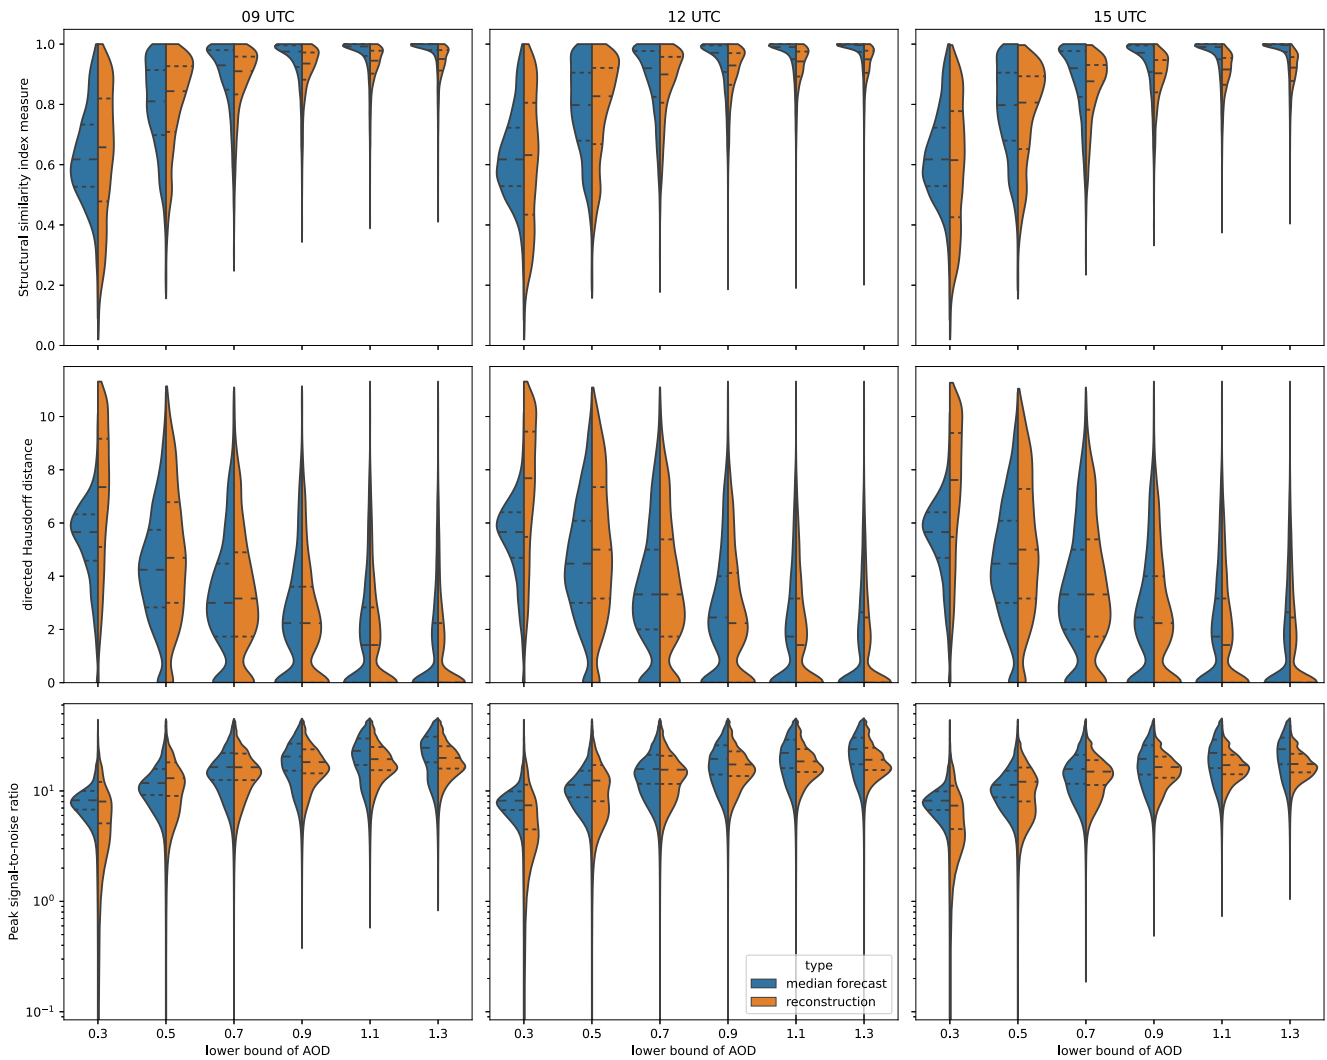 09 UTC
12 UTC
15 UTC
Structural similarity index measure
1.0
0.8
0.6
0.4
0.2
0.0
directed Hausdorff distance
10
8
6
4
2
0
Peak signal-to-noise ratio
10¹
10⁰
10⁻¹
type
median forecast
reconstruction
0.3 0.5 0.7 0.9 1.1 1.3
0.3 0.5 0.7 0.9 1.1 1.3
0.3 0.5 0.7 0.9 1.1 1.3
lower bound of AOD
lower bound of AOD
lower bound of AOD